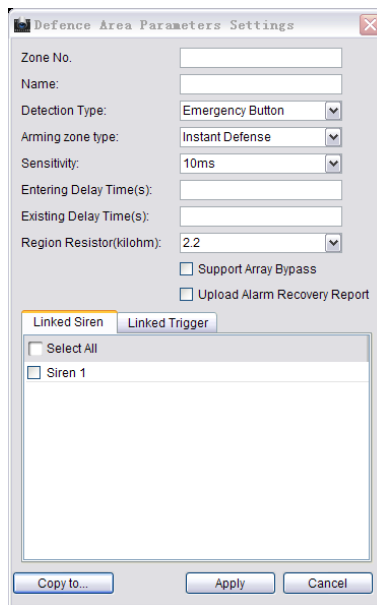 Defence Area Parameters Settings
Zone No.
Name:
Detection Type: Emergency Button
Arming zone type: Instant Defense
Sensitivity: 10ms
Entering Delay Time(s):
Existing Delay Time(s):
Region Resistor(kilohm): 2.2
Support Array Bypass
Upload Alarm Recovery Report
Linked Siren Linked Trigger
Select All
Siren 1
Copy to... Apply Cancel